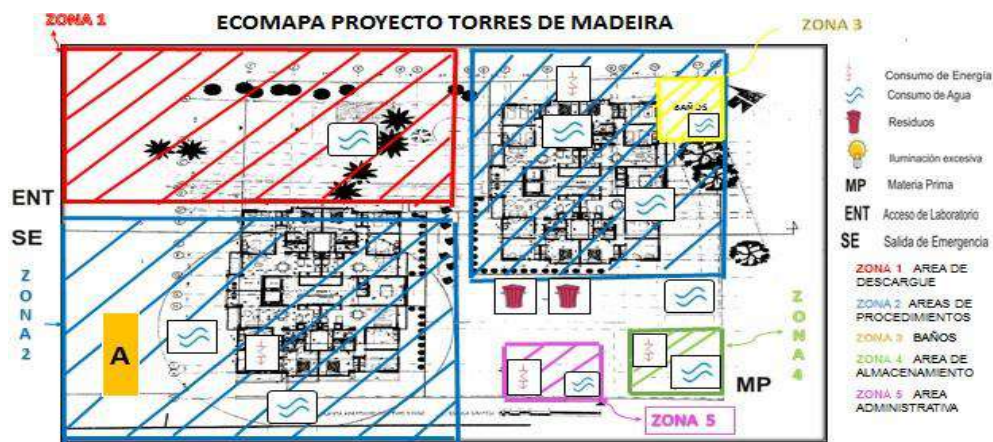 ZONA 1
ECOMAPA PROYECTO TORRES DE MADEIRA
ZONA 3
BAÑOS
ENT
SE
ZONA 2
A
ZONA 4
MP
ZONA 5
Consumo de Energía
Consumo de Agua
Residuos
Iluminación excesiva
MP Materia Prima
ENT Acceso de Laboratorio
SE Salida de Emergencia
ZONA 1 AREA DE
DESCARGUE
ZONA 2 AREAS DE
PROCEDIMIENTOS
ZONA 3 BAÑOS
ZONA 4 AREA DE
ALMACENAMIENTO
ZONA 5 AREA
ADMINISTRATIVA